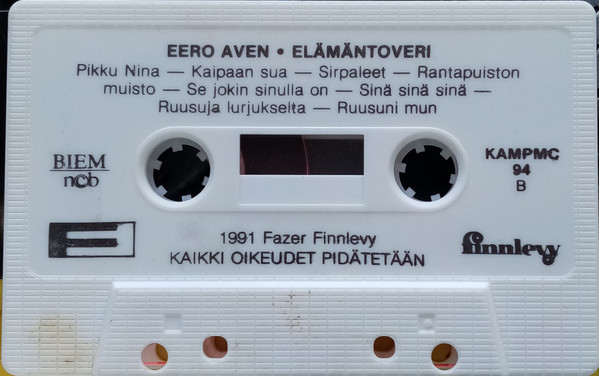 EERO AVEN • ELÄMÄNTOVERI
Pikku Nina — Kaipaan sua — Sirpaleet — Rantapuiston
muisto — Se jokin sinulla on — Sinä sinä sinä —
Ruusuja lurjukselta — Ruusuni mun
BIEM
ncb
KAMPMC
94
B
1991 Fazer Finnlevy
KAIKKI OIKEUDET PIDÄTETÄÄN
finnlevy